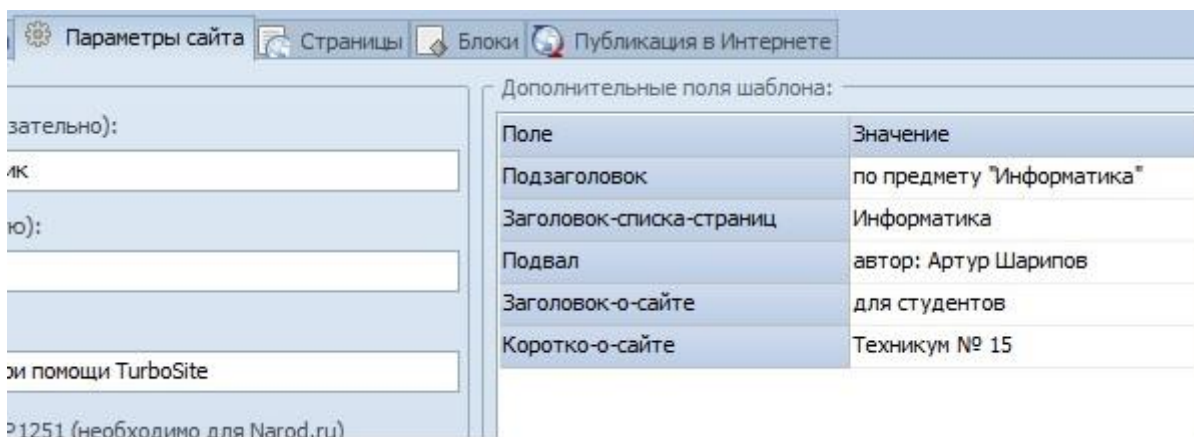 Параметры сайта Страницы Блоки Публикация в Интернете
Дополнительные поля шаблона:
зательно):
Поле Значение
ик
Подзаголовок по предмету "Информатика"
Заголовок-списка-страниц Информатика
ю):
Подвал автор: Артур Шарипов
Заголовок-о-сайте для студентов
Коротко-о-сайте Техникум № 15
ри помощи TurboSite
P1251 (необходимо для Narod.ru)